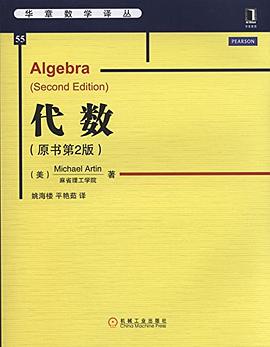 华章数学译丛
55
PEARSON
Algebra
(Second Edition)
代数
(原书第2版)
(美) Michael Artin 著
麻省理工学院
姚海楼 平艳茹 译
机械工业出版社
China Machine Press